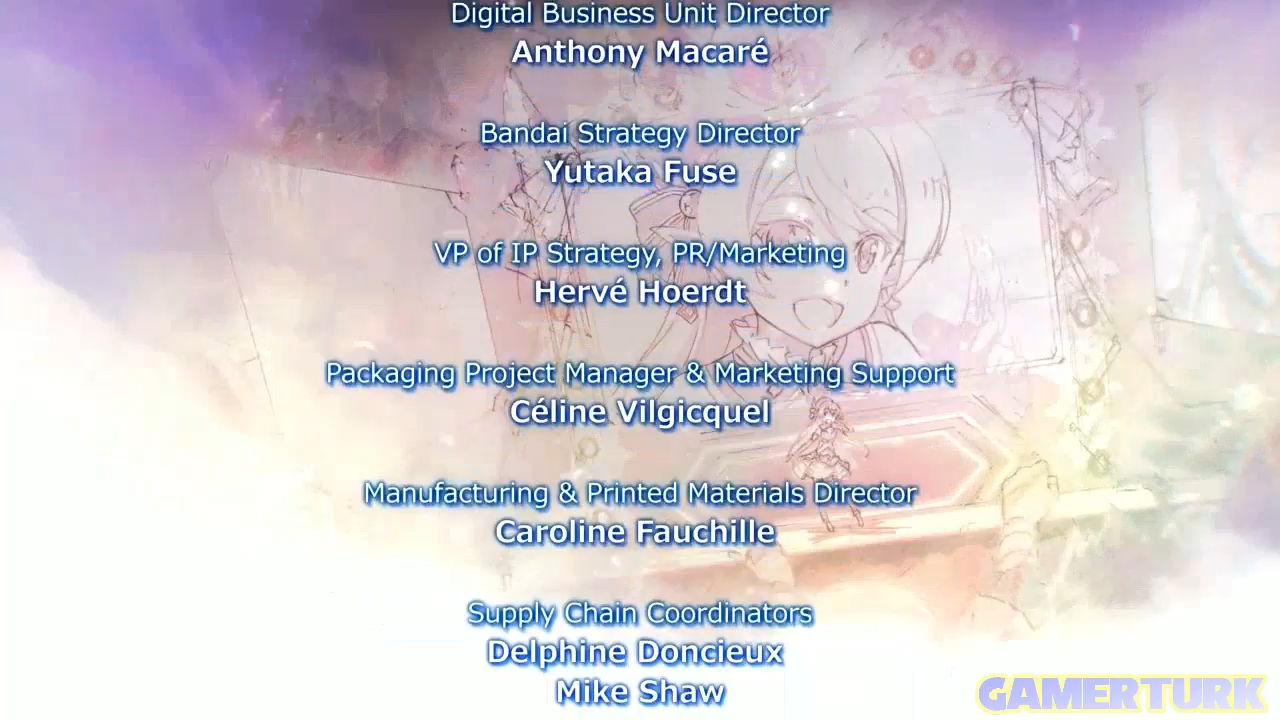 Digital Business Unit Director
Anthony Macaré
Bandai Strategy Director
Yutaka Fuse
VP of IP Strategy, PR/Marketing
Hervé Hoerdt
Packaging Project Manager & Marketing Support
Céline Vilgicquel
Manufacturing & Printed Materials Director
Caroline Fauchille
Supply Chain Coordinators
Delphine Doncieux
Mike Shaw
GAMERTURK